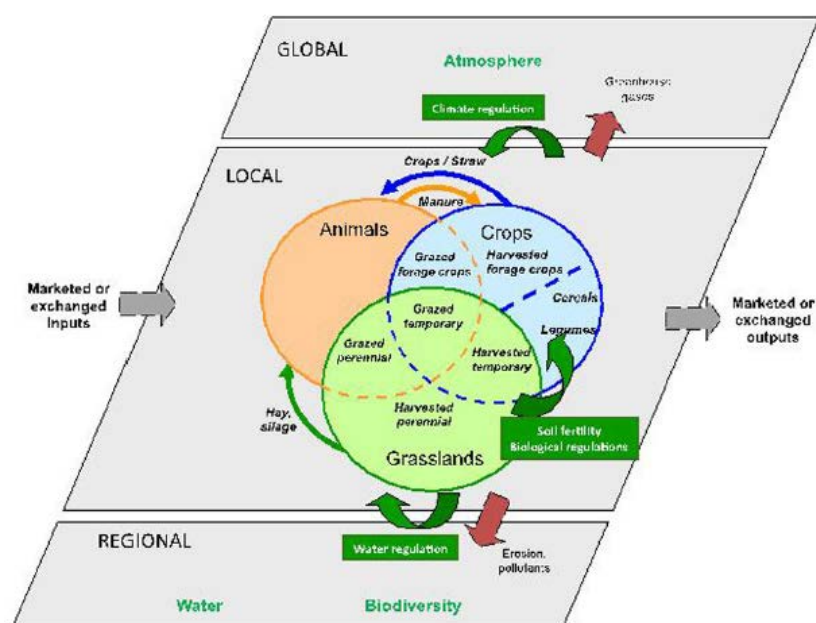 GLOBAL
Atmosphere
Greenhouse
gases
Climate regulation
LOCAL
Crops / Straw
Manure
Animals
Crops
Grazed
forage crops
Harvested
forage crops
Marketed or
exchanged
inputs
Cereals
Legumes
Marketed or
exchanged
outputs
Grazed
temporary
Grazed
perennial
Harvested
temporary
Harvested
perennial
Hay,
silage
Soil fertility
Biological regulations
Grasslands
REGIONAL
Water regulation
Erosion,
pollutents
Water
Biodiversity